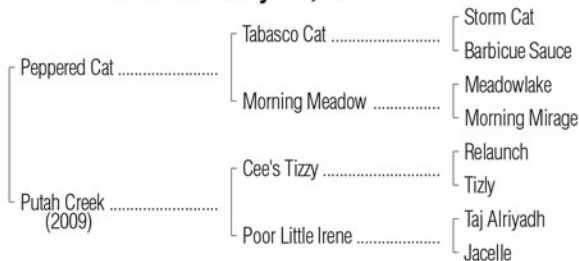 Storm Cat
Tabasco Cat ........................
Barbicue Sauce
Peppered Cat ......................
Meadowlake
Morning Meadow ................
Morning Mirage
Relaunch
Cee's Tizzy ..........................
Tizly
Putah Creek ........................
(2009)
Taj Alriyadh
Poor Little Irene ..................
Jacelle